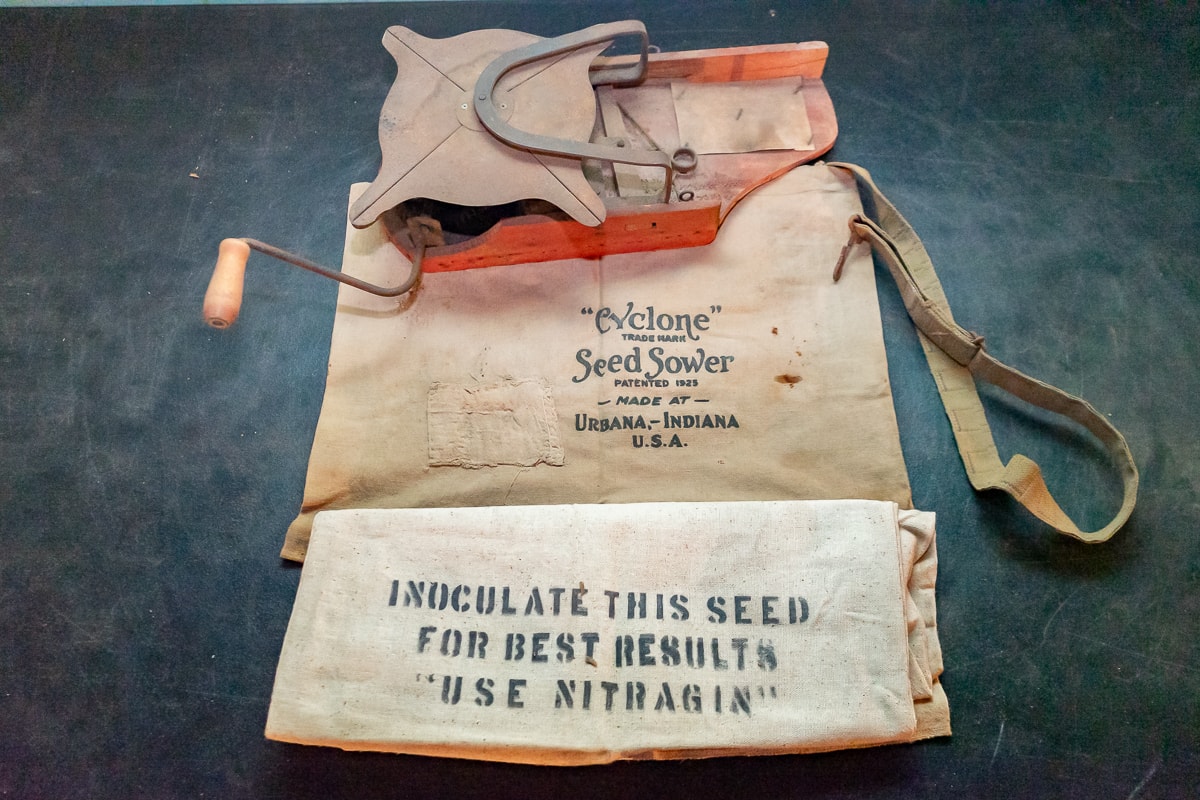 "Cyclone"
TRADE MARK
Seed Sower
PATENTED 1925
— MADE AT —
URBANA,-INDIANA
U.S.A.
INOCULATE THIS SEED
FOR BEST RESULTS
"USE NITRAGIN"